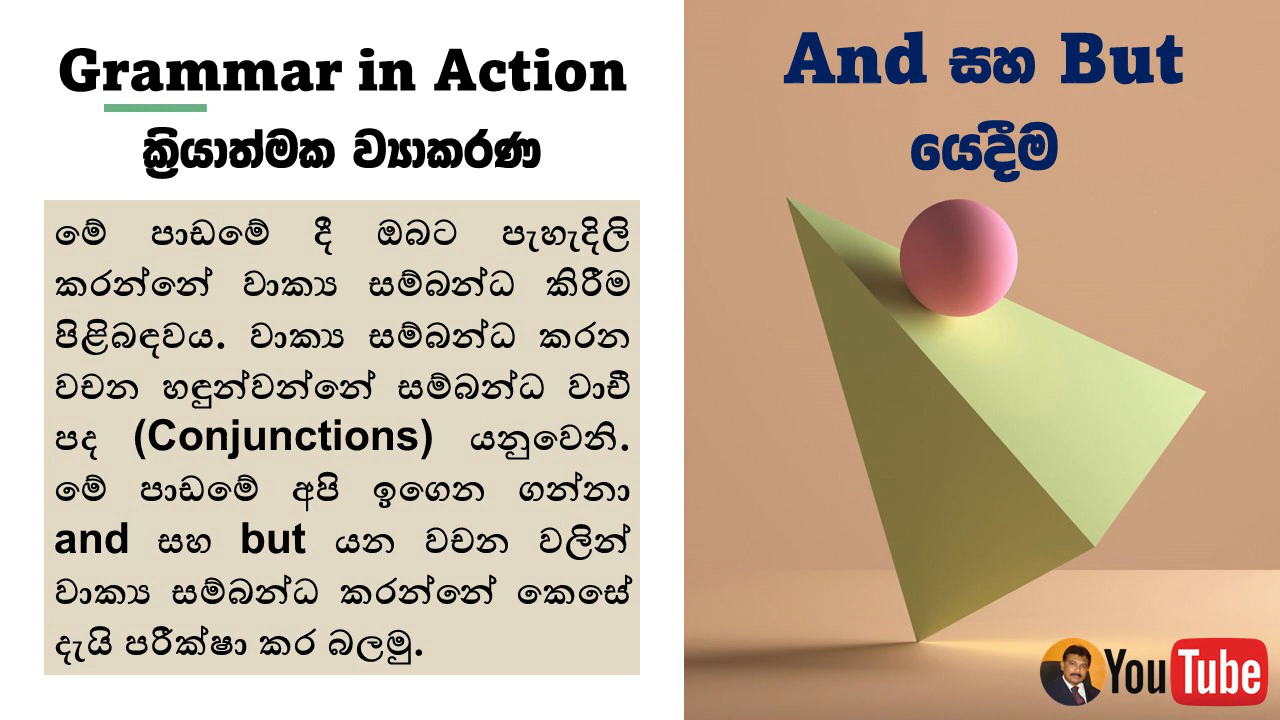 Grammar in Action
ක්‍රියාත්මක ව්‍යාකරණ
මේ පාඩමේ දී ඔබට පැහැදිලි
කරන්නේ වාක්‍ය සම්බන්ධ කිරීම
පිළිබඳවය. වාක්‍ය සම්බන්ධ කරන
වචන හඳුන්වන්නේ සම්බන්ධ වාචී
පද (Conjunctions) යනුවෙනි.
මේ පාඩමේ අපි ඉගෙන ගන්නා
and සහ but යන වචන වලින්
වාක්‍ය සම්බන්ධ කරන්නේ කෙසේ
දැයි පරීක්ෂා කර බලමු.
And සහ But
යෙදීම
YouTube